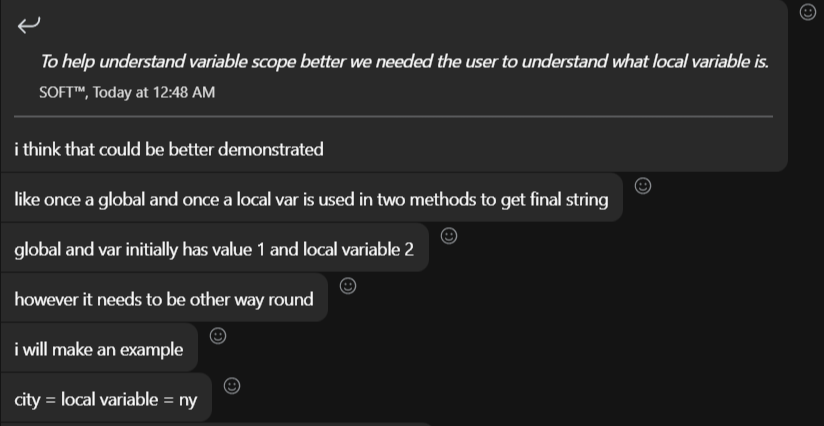 To help understand variable scope better we needed the user to understand what local variable is.
SOFT™, Today at 12:48 AM
i think that could be better demonstrated
like once a global and once a local var is used in two methods to get final string
global and var initially has value 1 and local variable 2
however it needs to be other way round
i will make an example
city = local variable = ny